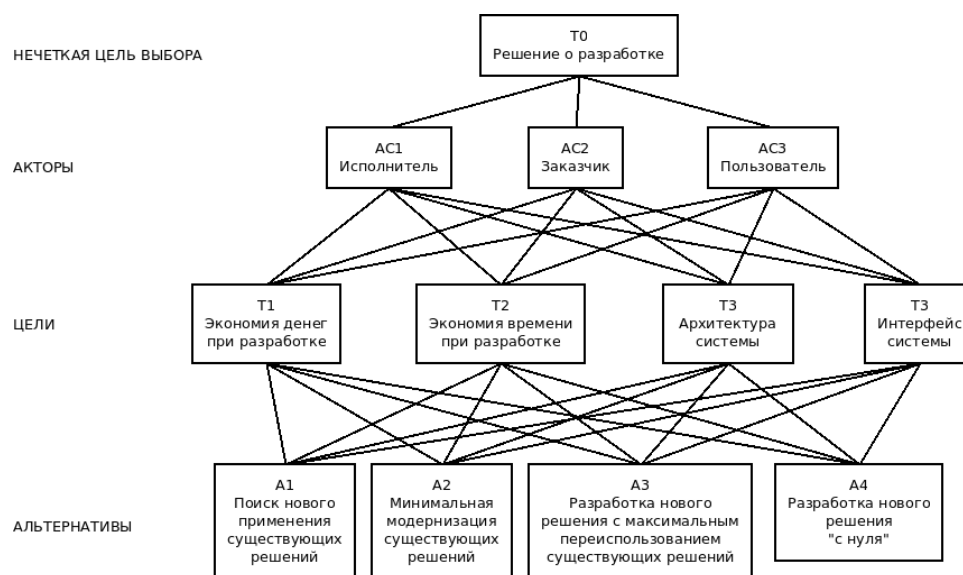 НЕЧЕТКАЯ ЦЕЛЬ ВЫБОРА
T0
Решение о разработке
АКТОРЫ
AC1
Исполнитель
AC2
Заказчик
AC3
Пользователь
ЦЕЛИ
T1
Экономия денег
при разработке
T2
Экономия времени
при разработке
T3
Архитектура
системы
T3
Интерфейс
системы
АЛЬТЕРНАТИВЫ
A1
Поиск нового
применения
существующих
решений
A2
Минимальная
модернизация
существующих
решений
A3
Разработка нового
решения с максимальным
переиспользованием
существующих решений
A4
Разработка нового
решения
"с нуля"